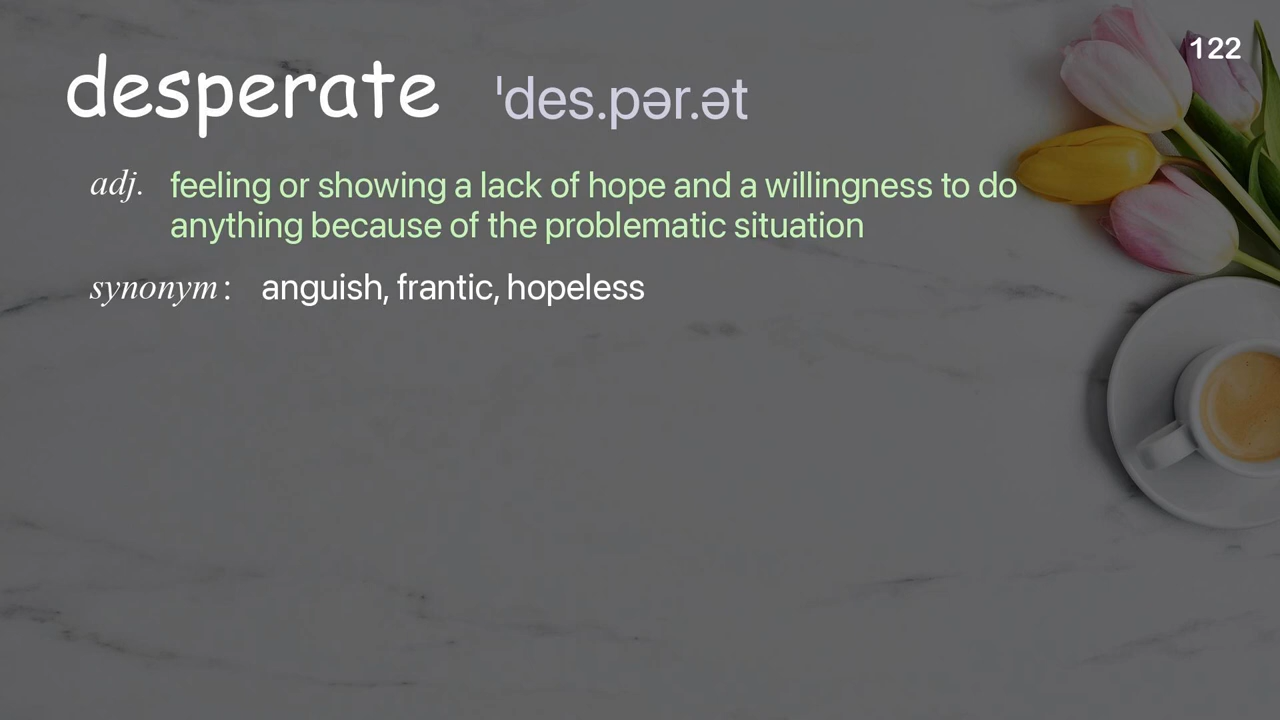 122
desperate ˈdes.pər.ət
adj. feeling or showing a lack of hope and a willingness to do
anything because of the problematic situation
synonym : anguish, frantic, hopeless